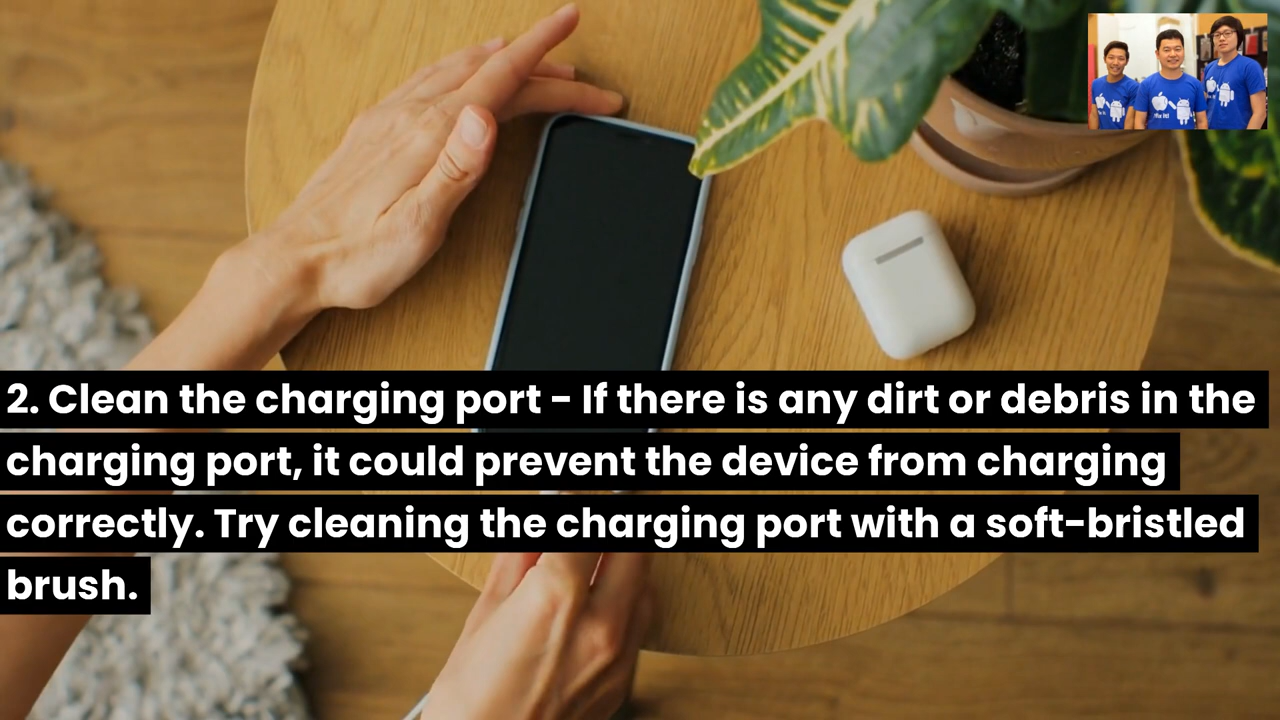 2. Clean the charging port - If there is any dirt or debris in the
charging port, it could prevent the device from charging
correctly. Try cleaning the charging port with a soft-bristled
brush.